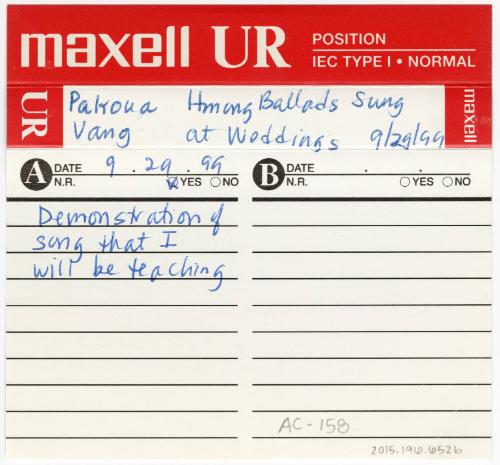 maxell UR POSITION
IEC TYPE I • NORMAL
UR
Pakoua Hmong Ballads Sung
Vang at Weddings 9/29/99
maxell
A DATE 9 . 29 . 99
N.R. YES NO
B DATE . .
N.R. YES NO
Demonstration of
song that I
will be teaching
AC-158
2015.196.6526